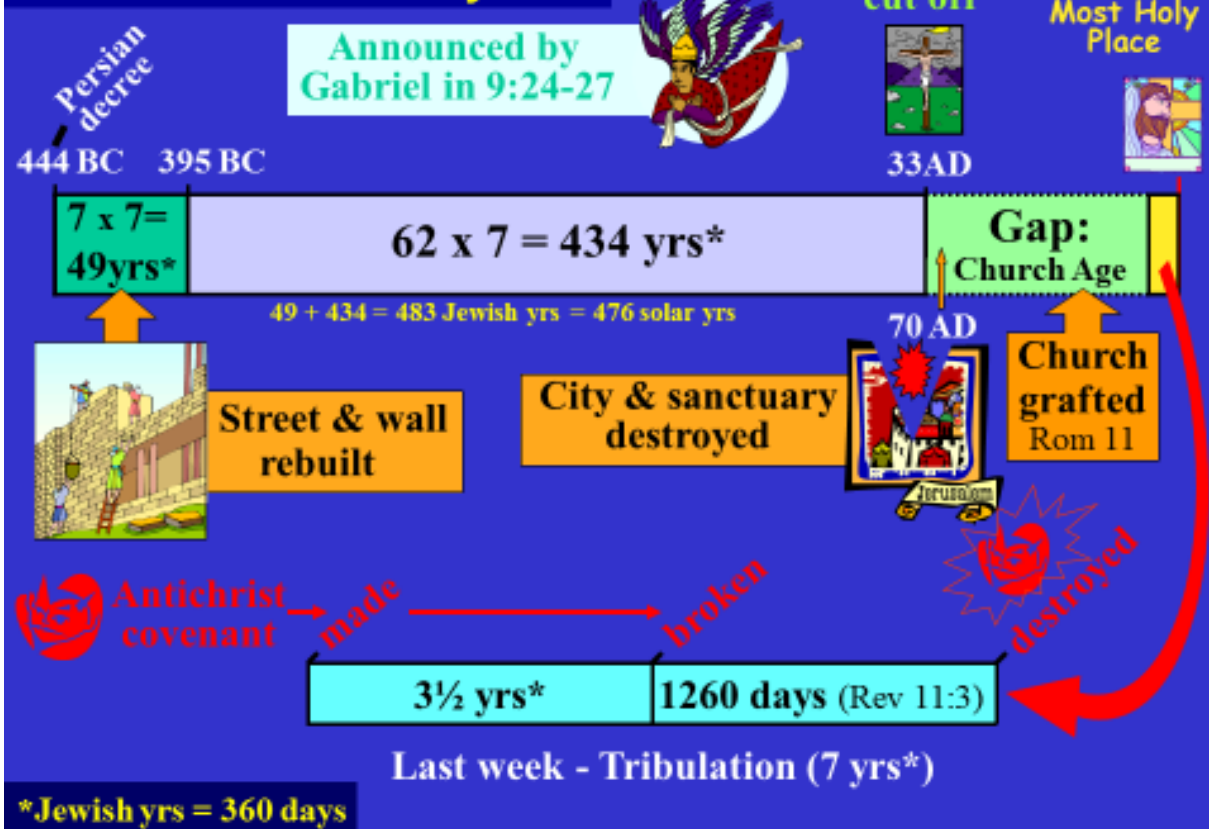 cut off
Most Holy
Place
Announced by
Gabriel in 9:24-27
Persian
decree
444 BC
395 BC
33AD
7 x 7=
49yrs*
62 x 7 = 434 yrs*
Gap:
Church Age
49 + 434 = 483 Jewish yrs = 476 solar yrs
70 AD
Street & wall
rebuilt
City & sanctuary
destroyed
Church
grafted
Rom 11
Jerusalem
Antichrist
covenant
made
broken
destroyed
3½ yrs*
1260 days (Rev 11:3)
Last week - Tribulation (7 yrs*)
*Jewish yrs = 360 days